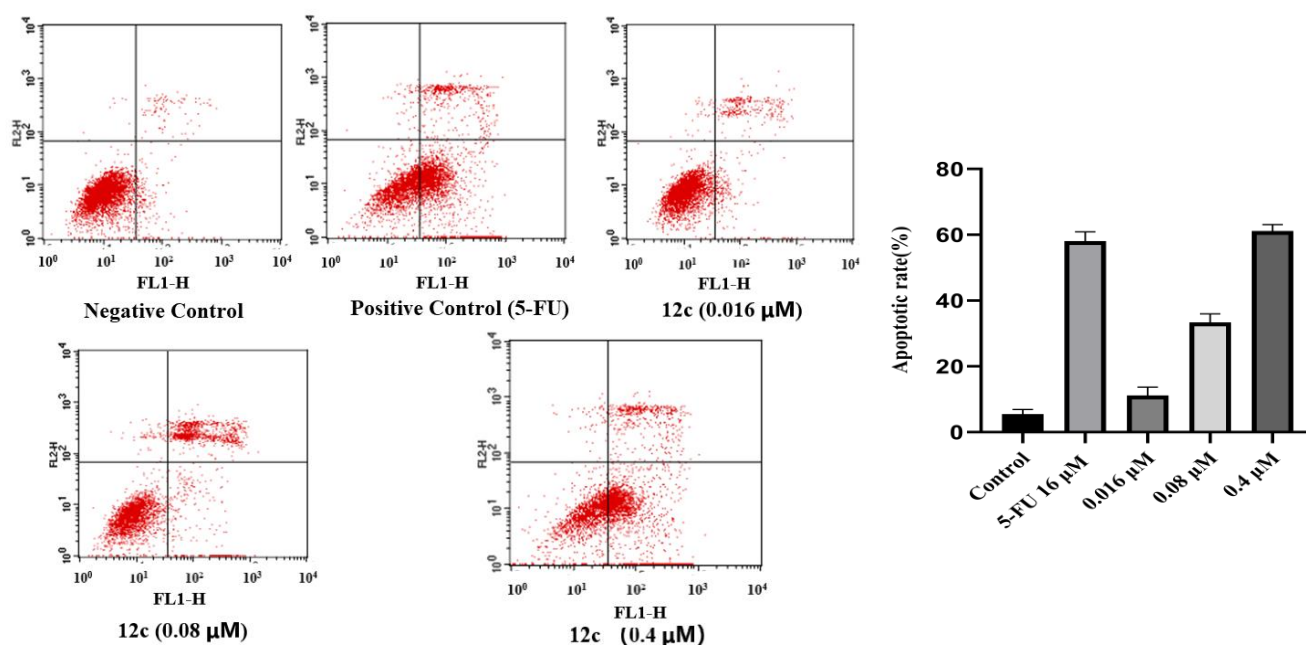 10⁴
10³
10²
10¹
10⁰
FL2-H
10⁰ 10¹ 10² 10³ 10⁴
FL1-H
Negative Control
10⁴
10³
10²
10¹
10⁰
FL2-H
10⁰ 10¹ 10² 10³ 10⁴
FL1-H
Positive Control (5-FU)
10⁴
10³
10²
10¹
10⁰
FL2-H
10⁰ 10¹ 10² 10³ 10⁴
FL1-H
12c (0.016 μM)
10⁴
10³
10²
10¹
10⁰
FL2-H
10⁰ 10¹ 10² 10³ 10⁴
FL1-H
12c (0.08 μM)
10⁴
10³
10²
10¹
10⁰
FL2-H
10⁰ 10¹ 10² 10³ 10⁴
FL1-H
12c (0.4 μM)
Apoptotic rate(%)
80
60
40
20
0
Control
5-FU 16 μM
0.016 μM
0.08 μM
0.4 μM